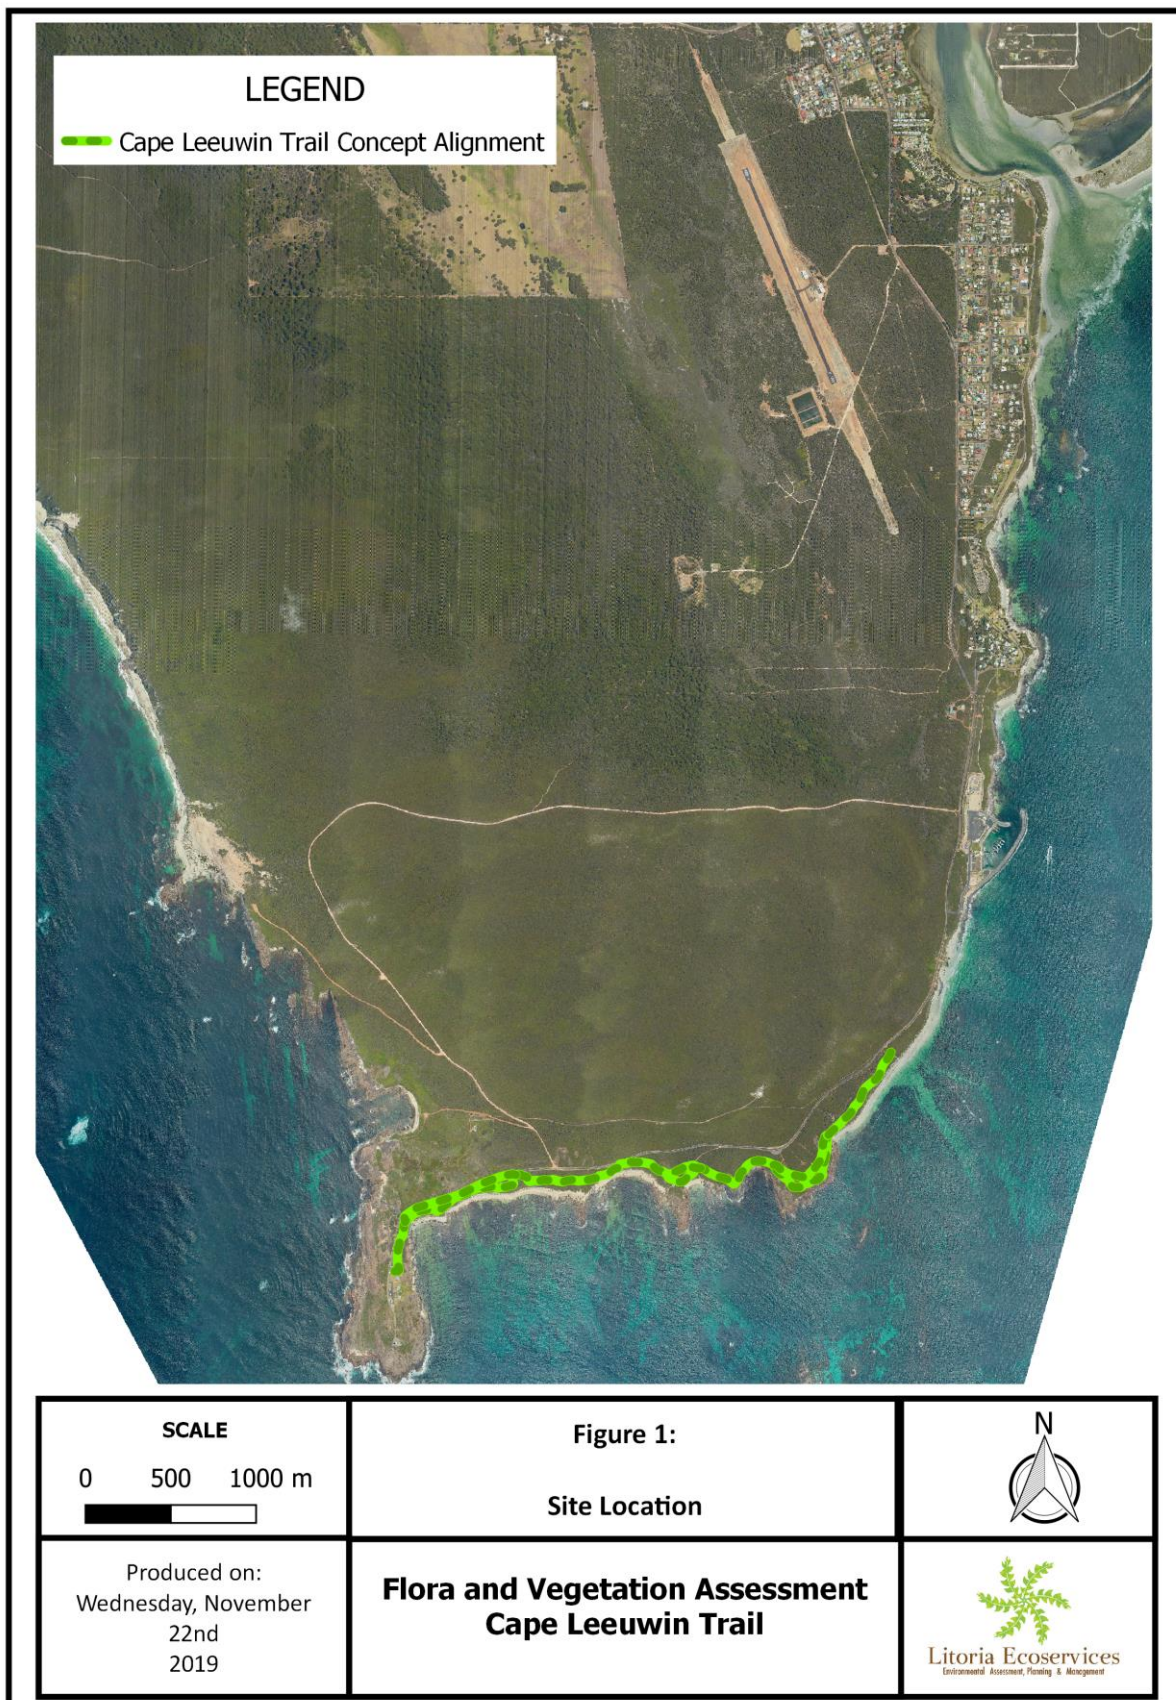 LEGEND
Cape Leeuwin Trail Concept Alignment
SCALE
0 500 1000 m
Figure 1:
Site Location
N
Produced on:
Wednesday, November
22nd
2019
Flora and Vegetation Assessment
Cape Leeuwin Trail
Litoria Ecoservices
Environmental Assessment, Planning & Management